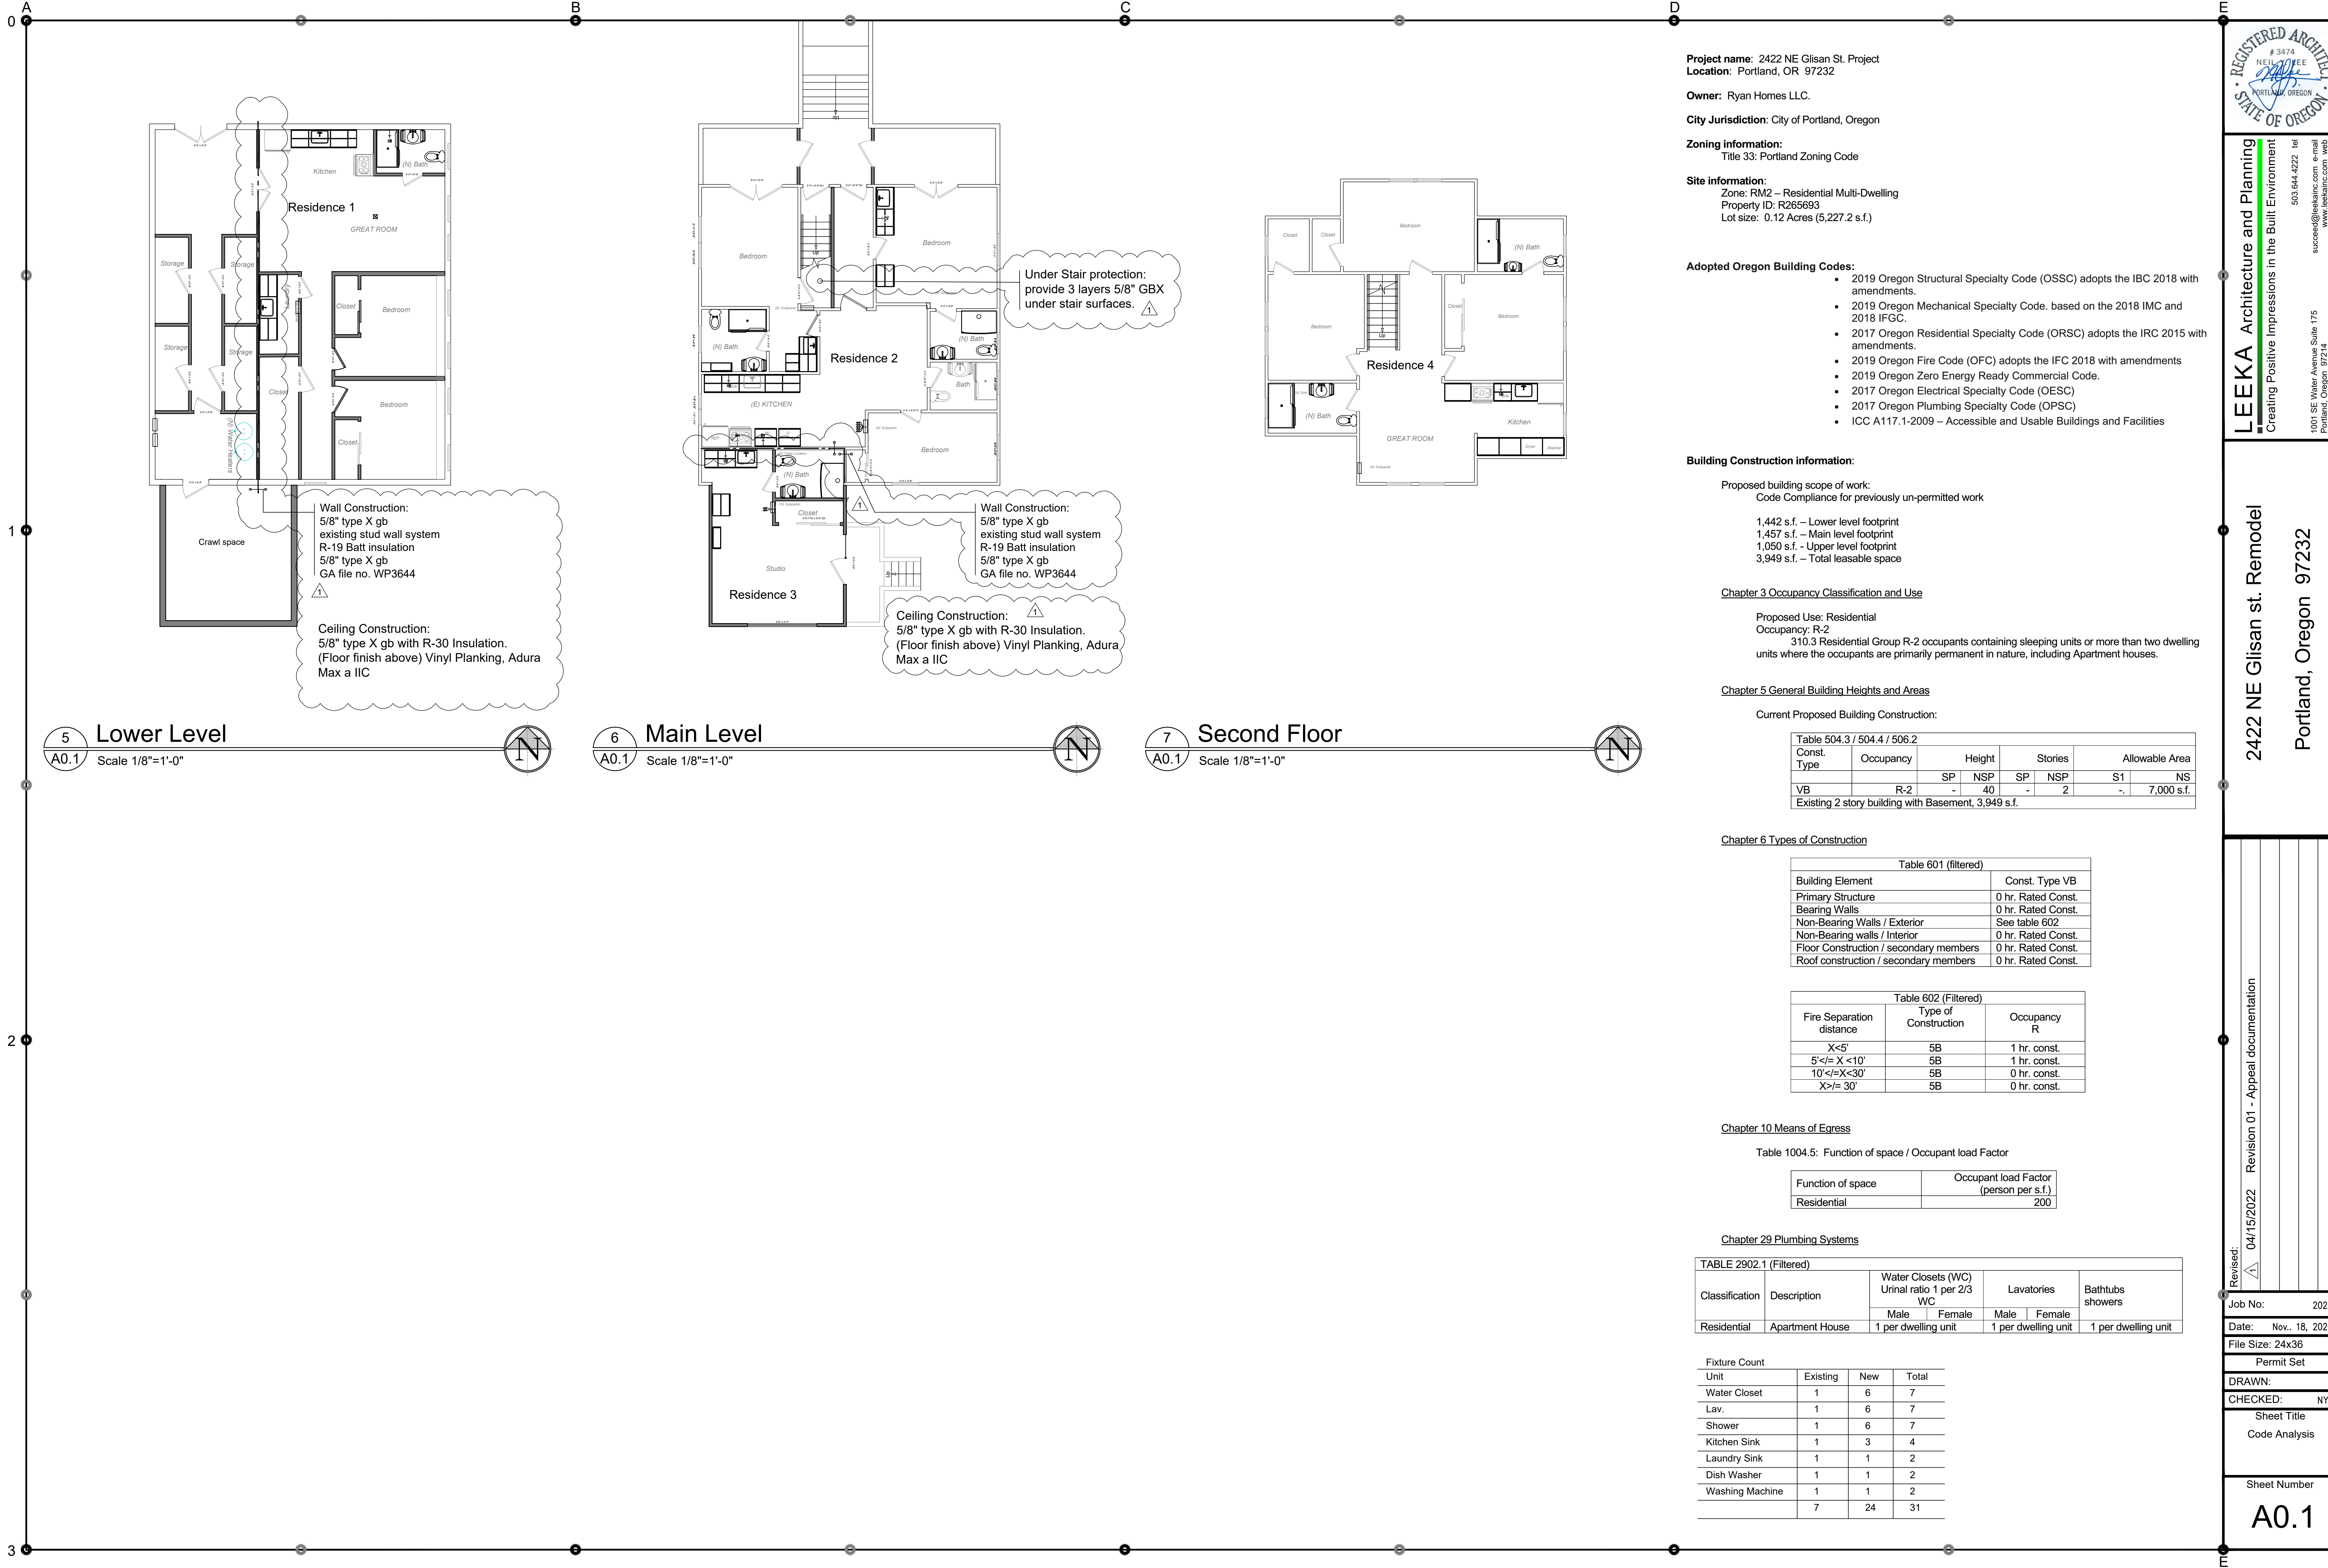 A
B
C
D
E
0
1
2
3
E
Kitchen
(N) Bath
Residence 1
GREAT ROOM
Storage
Storage
Laundry
Closet
Bedroom
Storage
Storage
Closet
Bedroom
(N) Water Heaters
Closet
Crawl space
Wall Construction:
5/8" type X gb
existing stud wall system
R-19 Batt insulation
5/8" type X gb
GA file no. WP3644
1
Ceiling Construction:
5/8" type X gb with R-30 Insulation.
(Floor finish above) Vinyl Planking, Adura
Max a IIC
5
A0.1
Lower Level
Scale 1/8"=1'-0"
N
Up
Bedroom
Bedroom
Up
Under Stair protection:
provide 3 layers 5/8" GBX
under stair surfaces.
1
(N) Bath
Residence 2
(N) Bath
Bath
(E) KITCHEN
REF
(N) Subpanel
Bedroom
(N) Bath
Closet
1
Studio
Up
Residence 3
Wall Construction:
5/8" type X gb
existing stud wall system
R-19 Batt insulation
5/8" type X gb
GA file no. WP3644
Ceiling Construction:
1
5/8" type X gb with R-30 Insulation.
(Floor finish above) Vinyl Planking, Adura
Max a IIC
6
A0.1
Main Level
Scale 1/8"=1'-0"
N
Closet
Closet
Bedroom
(N) Bath
Bedroom
Closet
Bedroom
Up
Residence 4
(N) Bath
Kitchen
GREAT ROOM
Dryer
Washer
(N) Subpanel
7
A0.1
Second Floor
Scale 1/8"=1'-0"
N
Project name: 2422 NE Glisan St. Project
Location: Portland, OR 97232
Owner: Ryan Homes LLC.
City Jurisdiction: City of Portland, Oregon
Zoning information:
Title 33: Portland Zoning Code
Site information:
Zone: RM2 – Residential Multi-Dwelling
Property ID: R265693
Lot size: 0.12 Acres (5,227.2 s.f.)
Adopted Oregon Building Codes:
• 2019 Oregon Structural Specialty Code (OSSC) adopts the IBC 2018 with
amendments.
• 2019 Oregon Mechanical Specialty Code. based on the 2018 IMC and
2018 IFGC.
• 2017 Oregon Residential Specialty Code (ORSC) adopts the IRC 2015 with
amendments.
• 2019 Oregon Fire Code (OFC) adopts the IFC 2018 with amendments
• 2019 Oregon Zero Energy Ready Commercial Code.
• 2017 Oregon Electrical Specialty Code (OESC)
• 2017 Oregon Plumbing Specialty Code (OPSC)
• ICC A117.1-2009 – Accessible and Usable Buildings and Facilities
Building Construction information:
Proposed building scope of work:
Code Compliance for previously un-permitted work
1,442 s.f. – Lower level footprint
1,457 s.f. – Main level footprint
1,050 s.f. - Upper level footprint
3,949 s.f. – Total leasable space
Chapter 3 Occupancy Classification and Use
Proposed Use: Residential
Occupancy: R-2
310.3 Residential Group R-2 occupants containing sleeping units or more than two dwelling
units where the occupants are primarily permanent in nature, including Apartment houses.
Chapter 5 General Building Heights and Areas
Current Proposed Building Construction:
Table 504.3 / 504.4 / 506.2
Const. Type Occupancy Height Stories Allowable Area
SP NSP SP NSP S1 NS
VB R-2 - 40 - 2 -. 7,000 s.f.
Existing 2 story building with Basement, 3,949 s.f.
Chapter 6 Types of Construction
Table 601 (filtered)
Building Element Const. Type VB
Primary Structure 0 hr. Rated Const.
Bearing Walls 0 hr. Rated Const.
Non-Bearing Walls / Exterior See table 602
Non-Bearing walls / Interior 0 hr. Rated Const.
Floor Construction / secondary members 0 hr. Rated Const.
Roof construction / secondary members 0 hr. Rated Const.
Table 602 (Filtered)
Fire Separation distance Type of Construction Occupancy R
X<5' 5B 1 hr. const.
5'</= X <10' 5B 1 hr. const.
10'</=X<30' 5B 0 hr. const.
X>/= 30' 5B 0 hr. const.
Chapter 10 Means of Egress
Table 1004.5: Function of space / Occupant load Factor
Function of space Occupant load Factor (person per s.f.)
Residential 200
Chapter 29 Plumbing Systems
TABLE 2902.1 (Filtered)
Classification Description Water Closets (WC) Urinal ratio 1 per 2/3 WC Lavatories Bathtubs showers
Male Female Male Female
Residential Apartment House 1 per dwelling unit 1 per dwelling unit 1 per dwelling unit
Fixture Count
Unit Existing New Total
Water Closet 1 6 7
Lav. 1 6 7
Shower 1 6 7
Kitchen Sink 1 3 4
Laundry Sink 1 1 2
Dish Washer 1 1 2
Washing Machine 1 1 2
7 24 31
REGISTERED ARCHITECT
# 3474
PORTLAND, OREGON
STATE OF OREGON
LEEKA Architecture and Planning
Creating Positive Impressions in the Built Environment
503.644.4222 tel
succeed@leekainc.com e-mail
www.leekainc.com web
1001 SE Water Avenue Suite 175
Portland, Oregon 97214
2422 NE Glisan st. Remodel
Portland, Oregon 97232
Revised:
1 04/15/2022 Revision 01 - Appeal documentation
Job No: 202
Date: Nov.. 18, 202
File Size: 24x36
Permit Set
DRAWN:
CHECKED: NY
Sheet Title
Code Analysis
Sheet Number
A0.1